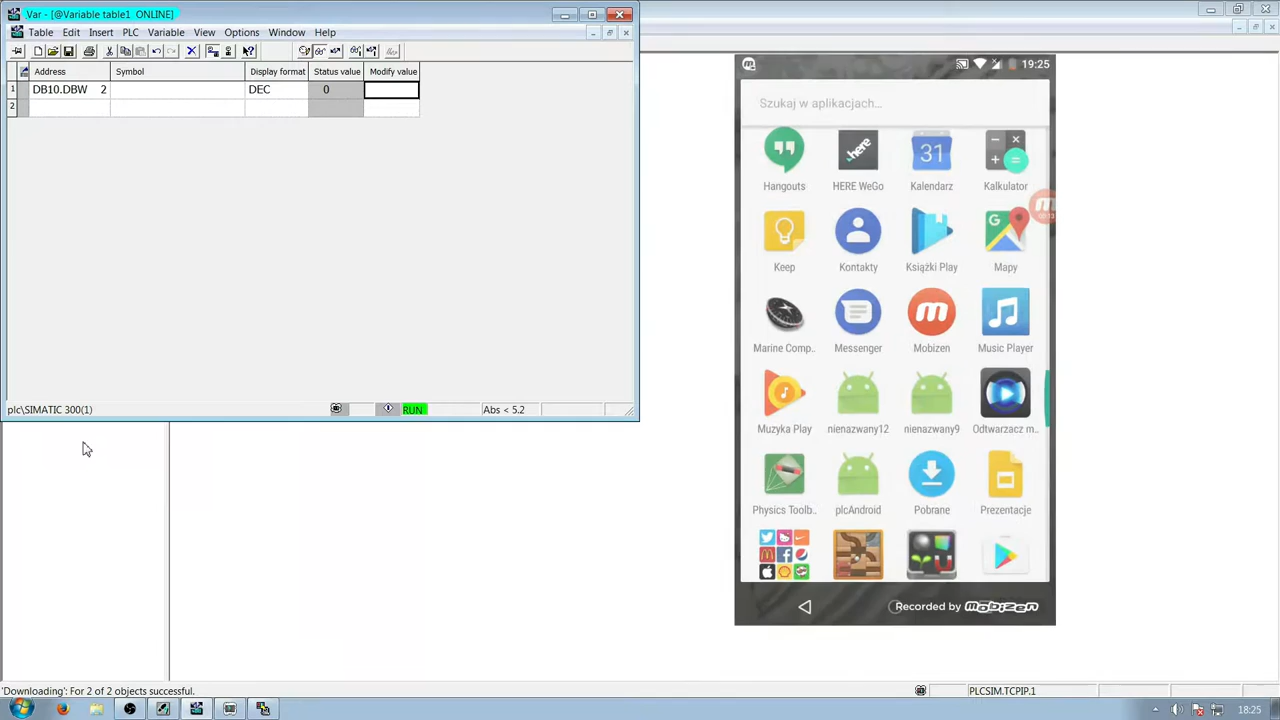 Var - [@Variable table1 ONLINE]
Table Edit Insert PLC Variable View Options Window Help
Address Symbol Display format Status value Modify value
1 DB10.DBW 2 DEC 0
2
plc\SIMATIC 300(1) RUN Abs < 5.2
19:25
Szukaj w aplikacjach...
31
Hangouts HERE WeGo Kalendarz Kalkulator
00:13
Keep Kontakty Książki Play Mapy
Marine Comp.. Messenger Mobizen Music Player
Muzyka Play nienazwany12 nienazwany9 Odtwarzacz m..
Physics Toolb.. plcAndroid Pobrane Prezentacje
Recorded by mobizen
'Downloading': For 2 of 2 objects successful. PLCSIM.TCPIP.1
18:25